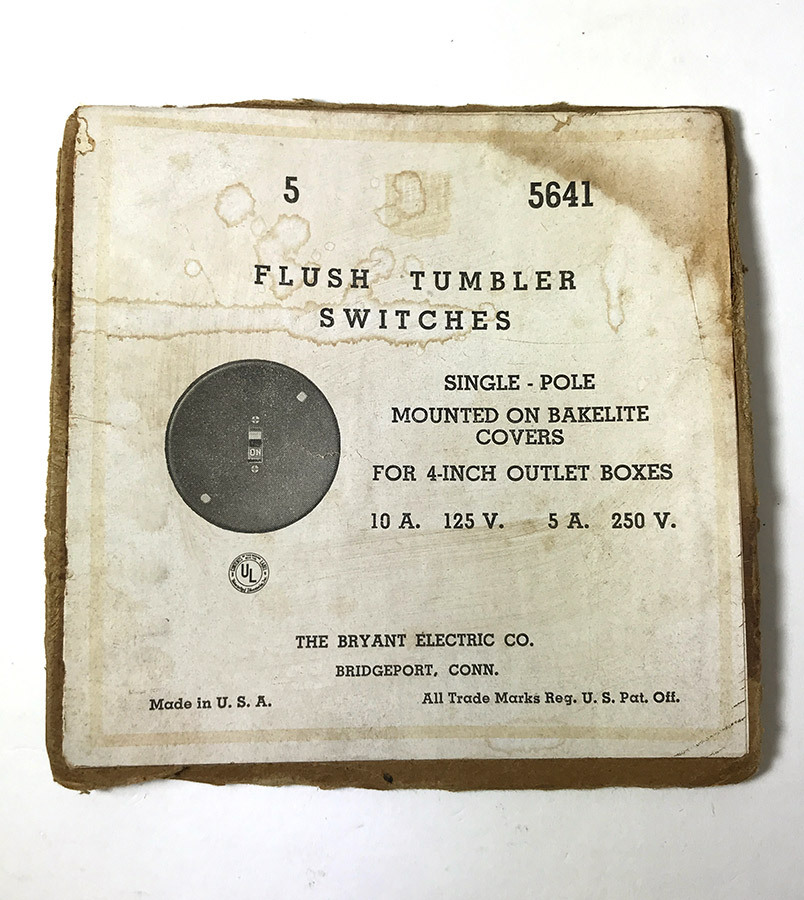 5 5641
FLUSH TUMBLER
SWITCHES
SINGLE - POLE
MOUNTED ON BAKELITE
COVERS
FOR 4-INCH OUTLET BOXES
10 A. 125 V. 5 A. 250 V.
ON
UL
THE BRYANT ELECTRIC CO.
BRIDGEPORT, CONN.
Made in U. S. A. All Trade Marks Reg. U. S. Pat. Off.